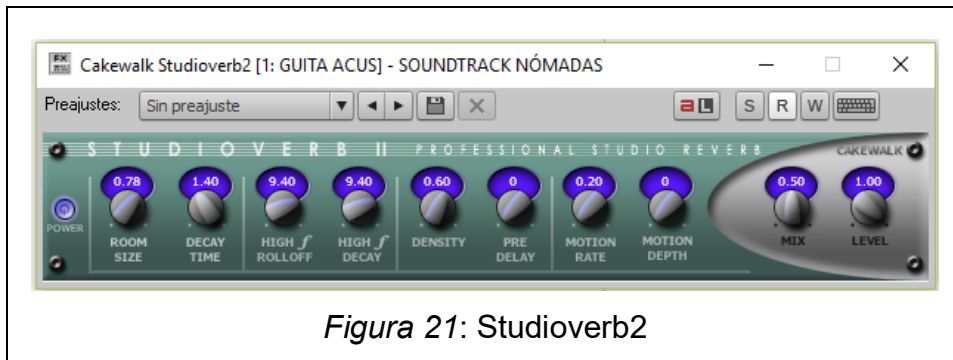 Cakewalk Studioverb2 [1: GUITA ACUS] - SOUNDTRACK NÓMADAS
Preajustes: Sin preajuste S R W
STUDIOVERB II PROFESSIONAL STUDIO REVERB CAKEWALK
0.78 1.40 9.40 9.40 0.60 0 0.20 0 0.50 1.00
POWER
ROOM SIZE
DECAY TIME
HIGH f ROLLOFF
HIGH f DECAY
DENSITY
PRE DELAY
MOTION RATE
MOTION DEPTH
MIX
LEVEL
Figura 21: Studioverb2